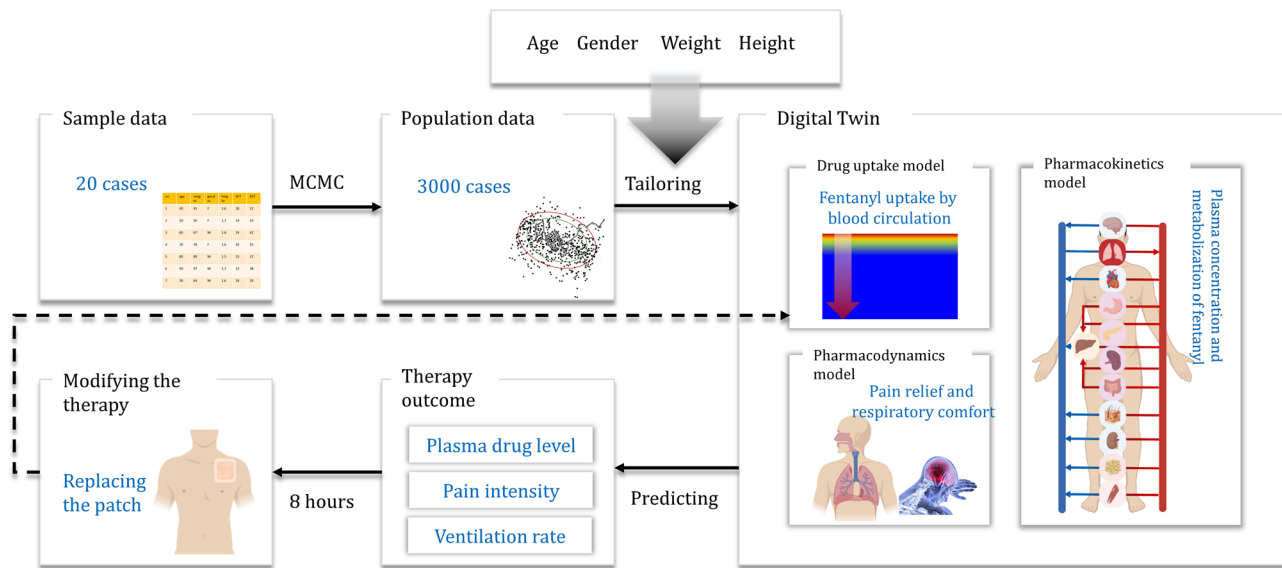 Age Gender Weight Height
Sample data
20 cases
MCMC
Population data
3000 cases
Tailoring
Digital Twin
Drug uptake model
Fentanyl uptake by
blood circulation
Pharmacokinetics
model
Plasma concentration and
metabolization of fentanyl
Pharmacodynamics
model
Pain relief and
respiratory comfort
Predicting
Therapy
outcome
Plasma drug level
Pain intensity
Ventilation rate
8 hours
Modifying the
therapy
Replacing
the patch